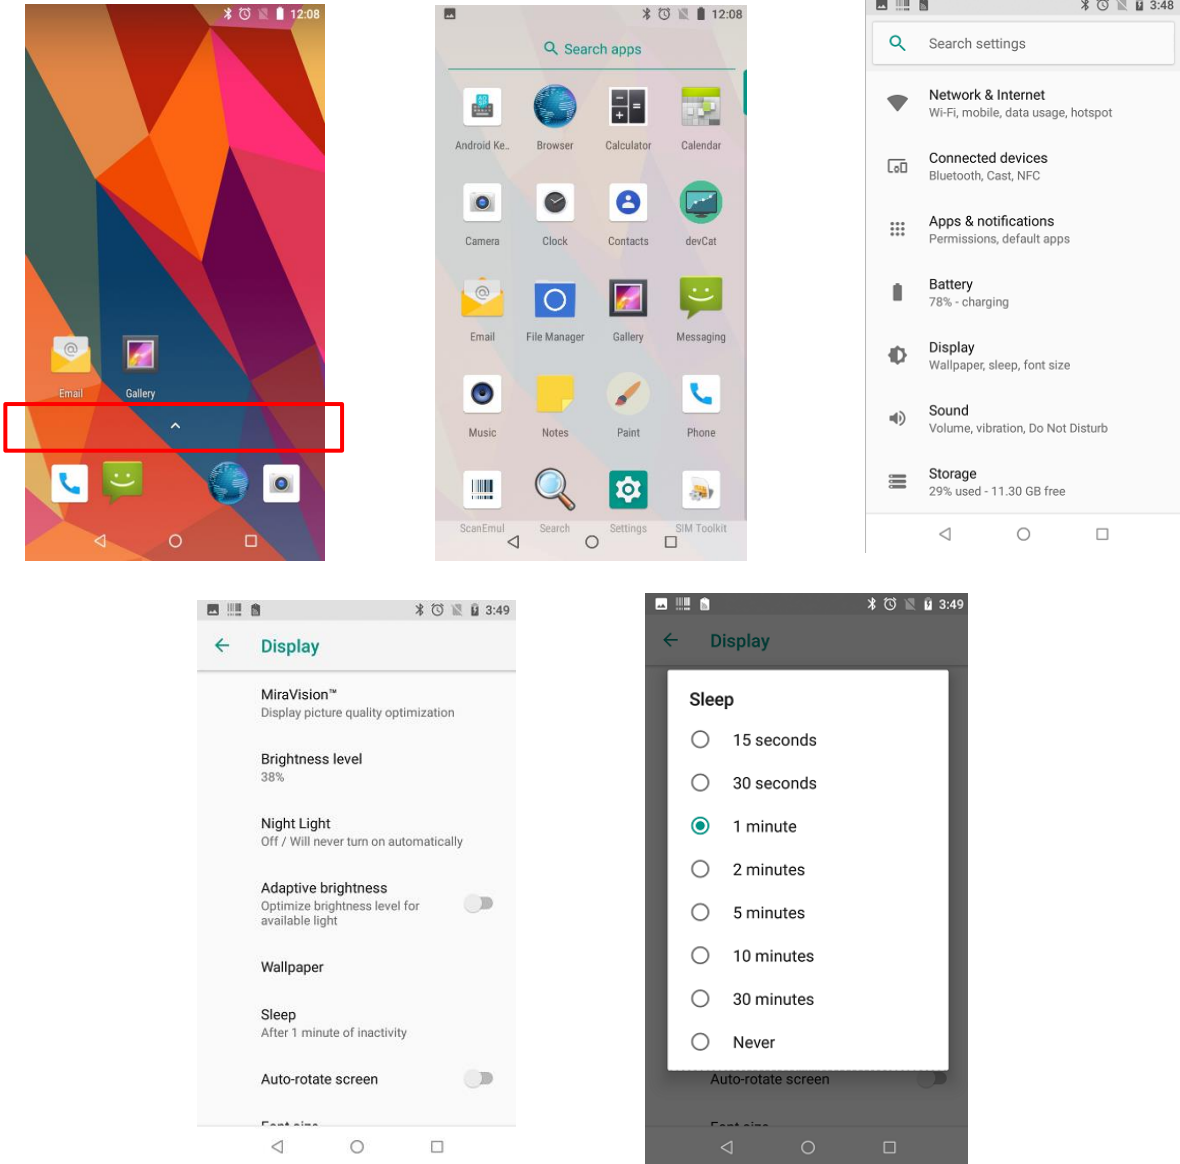 12:08
Email Gallery
12:08
Search apps
Android Ke.. Browser Calculator Calendar
Camera Clock Contacts devCat
Email File Manager Gallery Messaging
Music Notes Paint Phone
ScanEmul Search Settings SIM Toolkit
3:48
Search settings
Network & Internet
Wi-Fi, mobile, data usage, hotspot
Connected devices
Bluetooth, Cast, NFC
Apps & notifications
Permissions, default apps
Battery
78% - charging
Display
Wallpaper, sleep, font size
Sound
Volume, vibration, Do Not Disturb
Storage
29% used - 11.30 GB free
3:49
Display
MiraVision™
Display picture quality optimization
Brightness level
38%
Night Light
Off / Will never turn on automatically
Adaptive brightness
Optimize brightness level for
available light
Wallpaper
Sleep
After 1 minute of inactivity
Auto-rotate screen
Font size
3:49
Display
Sleep
15 seconds
30 seconds
1 minute
2 minutes
5 minutes
10 minutes
30 minutes
Never
Auto-rotate screen
Font size